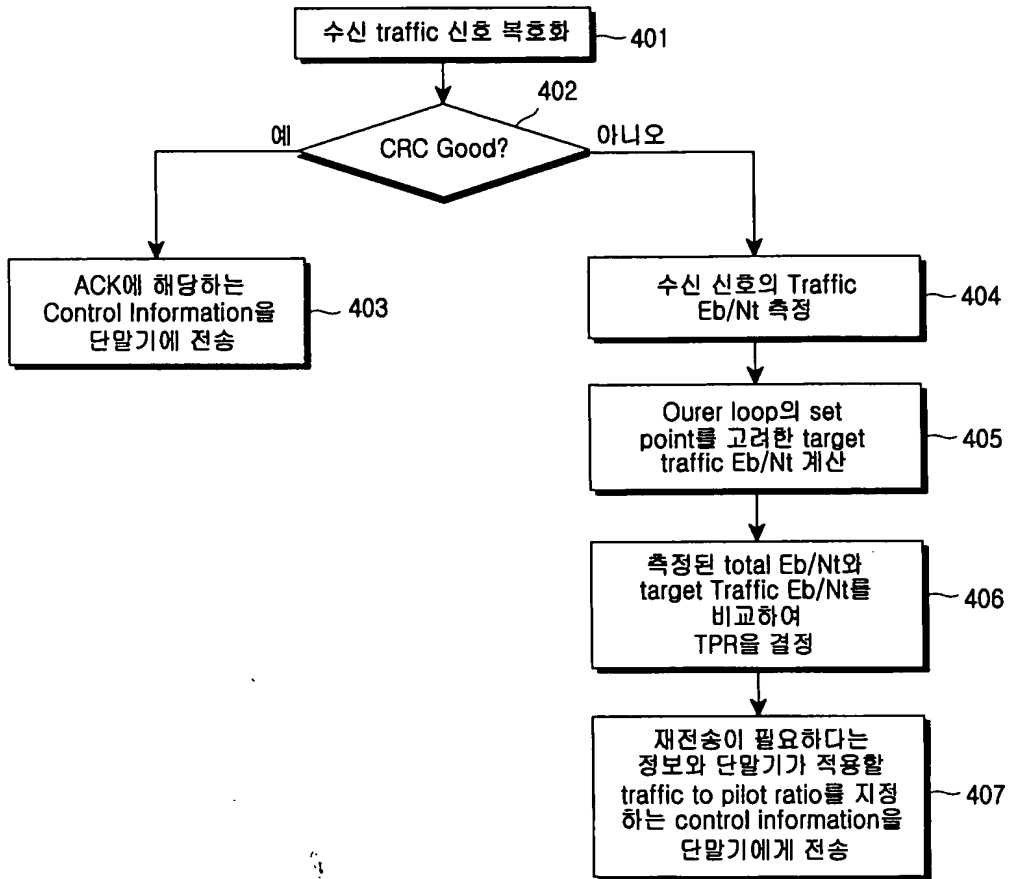 수신 traffic 신호 복호화
401
402
예
CRC Good?
아니오
ACK에 해당하는
Control Information을
단말기에 전송
403
수신 신호의 Traffic
Eb/Nt 측정
404
Ourer loop의 set
point를 고려한 target
traffic Eb/Nt 계산
405
측정된 total Eb/Nt와
target Traffic Eb/Nt를
비교하여
TPR을 결정
406
재전송이 필요하다는
정보와 단말기가 적용할
traffic to pilot ratio를 지정
하는 control information을
단말기에게 전송
407